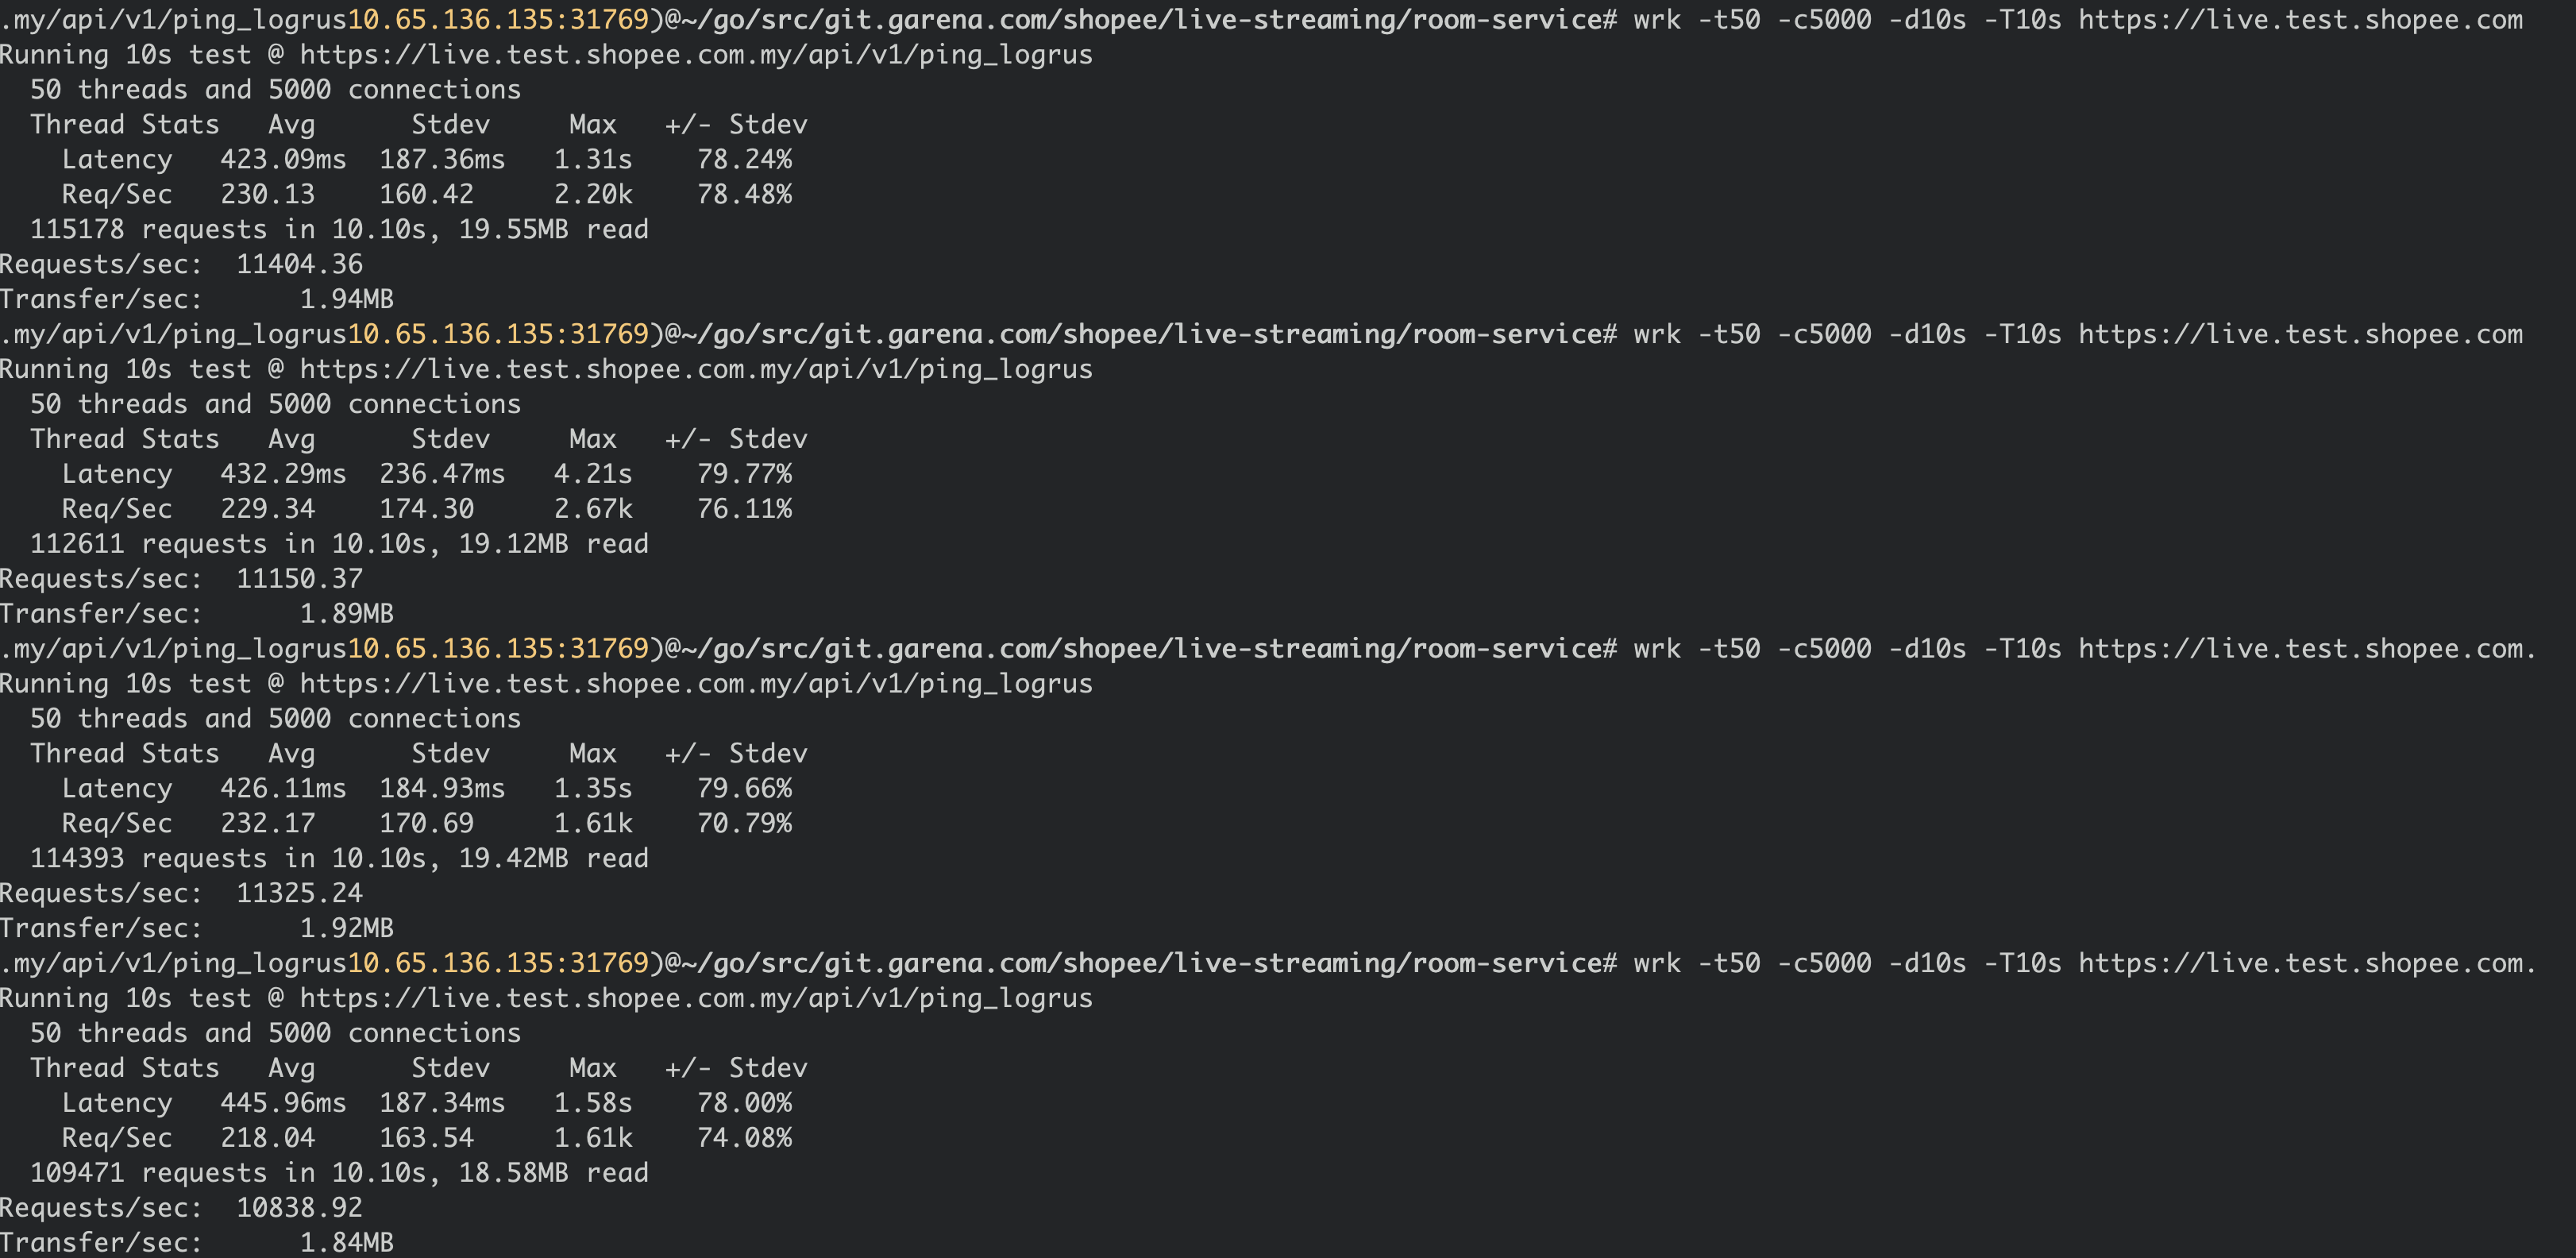 .my/api/v1/ping_logrus10.65.136.135:31769)@~/go/src/git.garena.com/shopee/live-streaming/room-service# wrk -t50 -c5000 -d10s -T10s https://live.test.shopee.com
Running 10s test @ https://live.test.shopee.com.my/api/v1/ping_logrus
  50 threads and 5000 connections
  Thread Stats   Avg      Stdev     Max   +/- Stdev
    Latency   423.09ms  187.36ms   1.31s    78.24%
    Req/Sec   230.13    160.42     2.20k    78.48%
  115178 requests in 10.10s, 19.55MB read
Requests/sec:  11404.36
Transfer/sec:      1.94MB
.my/api/v1/ping_logrus10.65.136.135:31769)@~/go/src/git.garena.com/shopee/live-streaming/room-service# wrk -t50 -c5000 -d10s -T10s https://live.test.shopee.com
Running 10s test @ https://live.test.shopee.com.my/api/v1/ping_logrus
  50 threads and 5000 connections
  Thread Stats   Avg      Stdev     Max   +/- Stdev
    Latency   432.29ms  236.47ms   4.21s    79.77%
    Req/Sec   229.34    174.30     2.67k    76.11%
  112611 requests in 10.10s, 19.12MB read
Requests/sec:  11150.37
Transfer/sec:      1.89MB
.my/api/v1/ping_logrus10.65.136.135:31769)@~/go/src/git.garena.com/shopee/live-streaming/room-service# wrk -t50 -c5000 -d10s -T10s https://live.test.shopee.com.
Running 10s test @ https://live.test.shopee.com.my/api/v1/ping_logrus
  50 threads and 5000 connections
  Thread Stats   Avg      Stdev     Max   +/- Stdev
    Latency   426.11ms  184.93ms   1.35s    79.66%
    Req/Sec   232.17    170.69     1.61k    70.79%
  114393 requests in 10.10s, 19.42MB read
Requests/sec:  11325.24
Transfer/sec:      1.92MB
.my/api/v1/ping_logrus10.65.136.135:31769)@~/go/src/git.garena.com/shopee/live-streaming/room-service# wrk -t50 -c5000 -d10s -T10s https://live.test.shopee.com.
Running 10s test @ https://live.test.shopee.com.my/api/v1/ping_logrus
  50 threads and 5000 connections
  Thread Stats   Avg      Stdev     Max   +/- Stdev
    Latency   445.96ms  187.34ms   1.58s    78.00%
    Req/Sec   218.04    163.54     1.61k    74.08%
  109471 requests in 10.10s, 18.58MB read
Requests/sec:  10838.92
Transfer/sec:      1.84MB